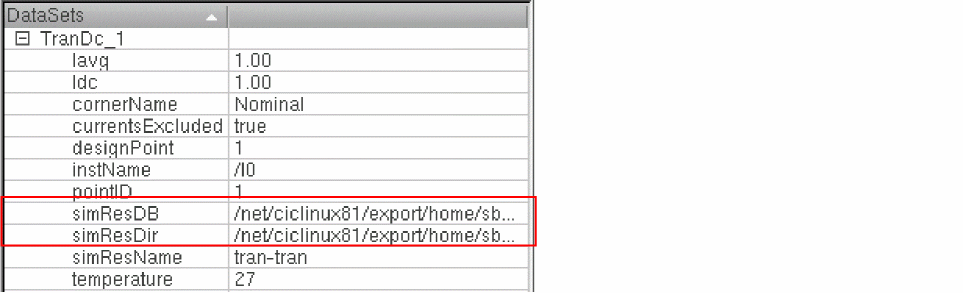 DataSets
TranDc_1
Iavg 1.00
Idc 1.00
cornerName Nominal
currentsExcluded true
designPoint 1
instName /I0
pointID 1
simResDB /net/ciclinux81/export/home/sb...
simResDir /net/ciclinux81/export/home/sb...
simResName tran-tran
temperature 27